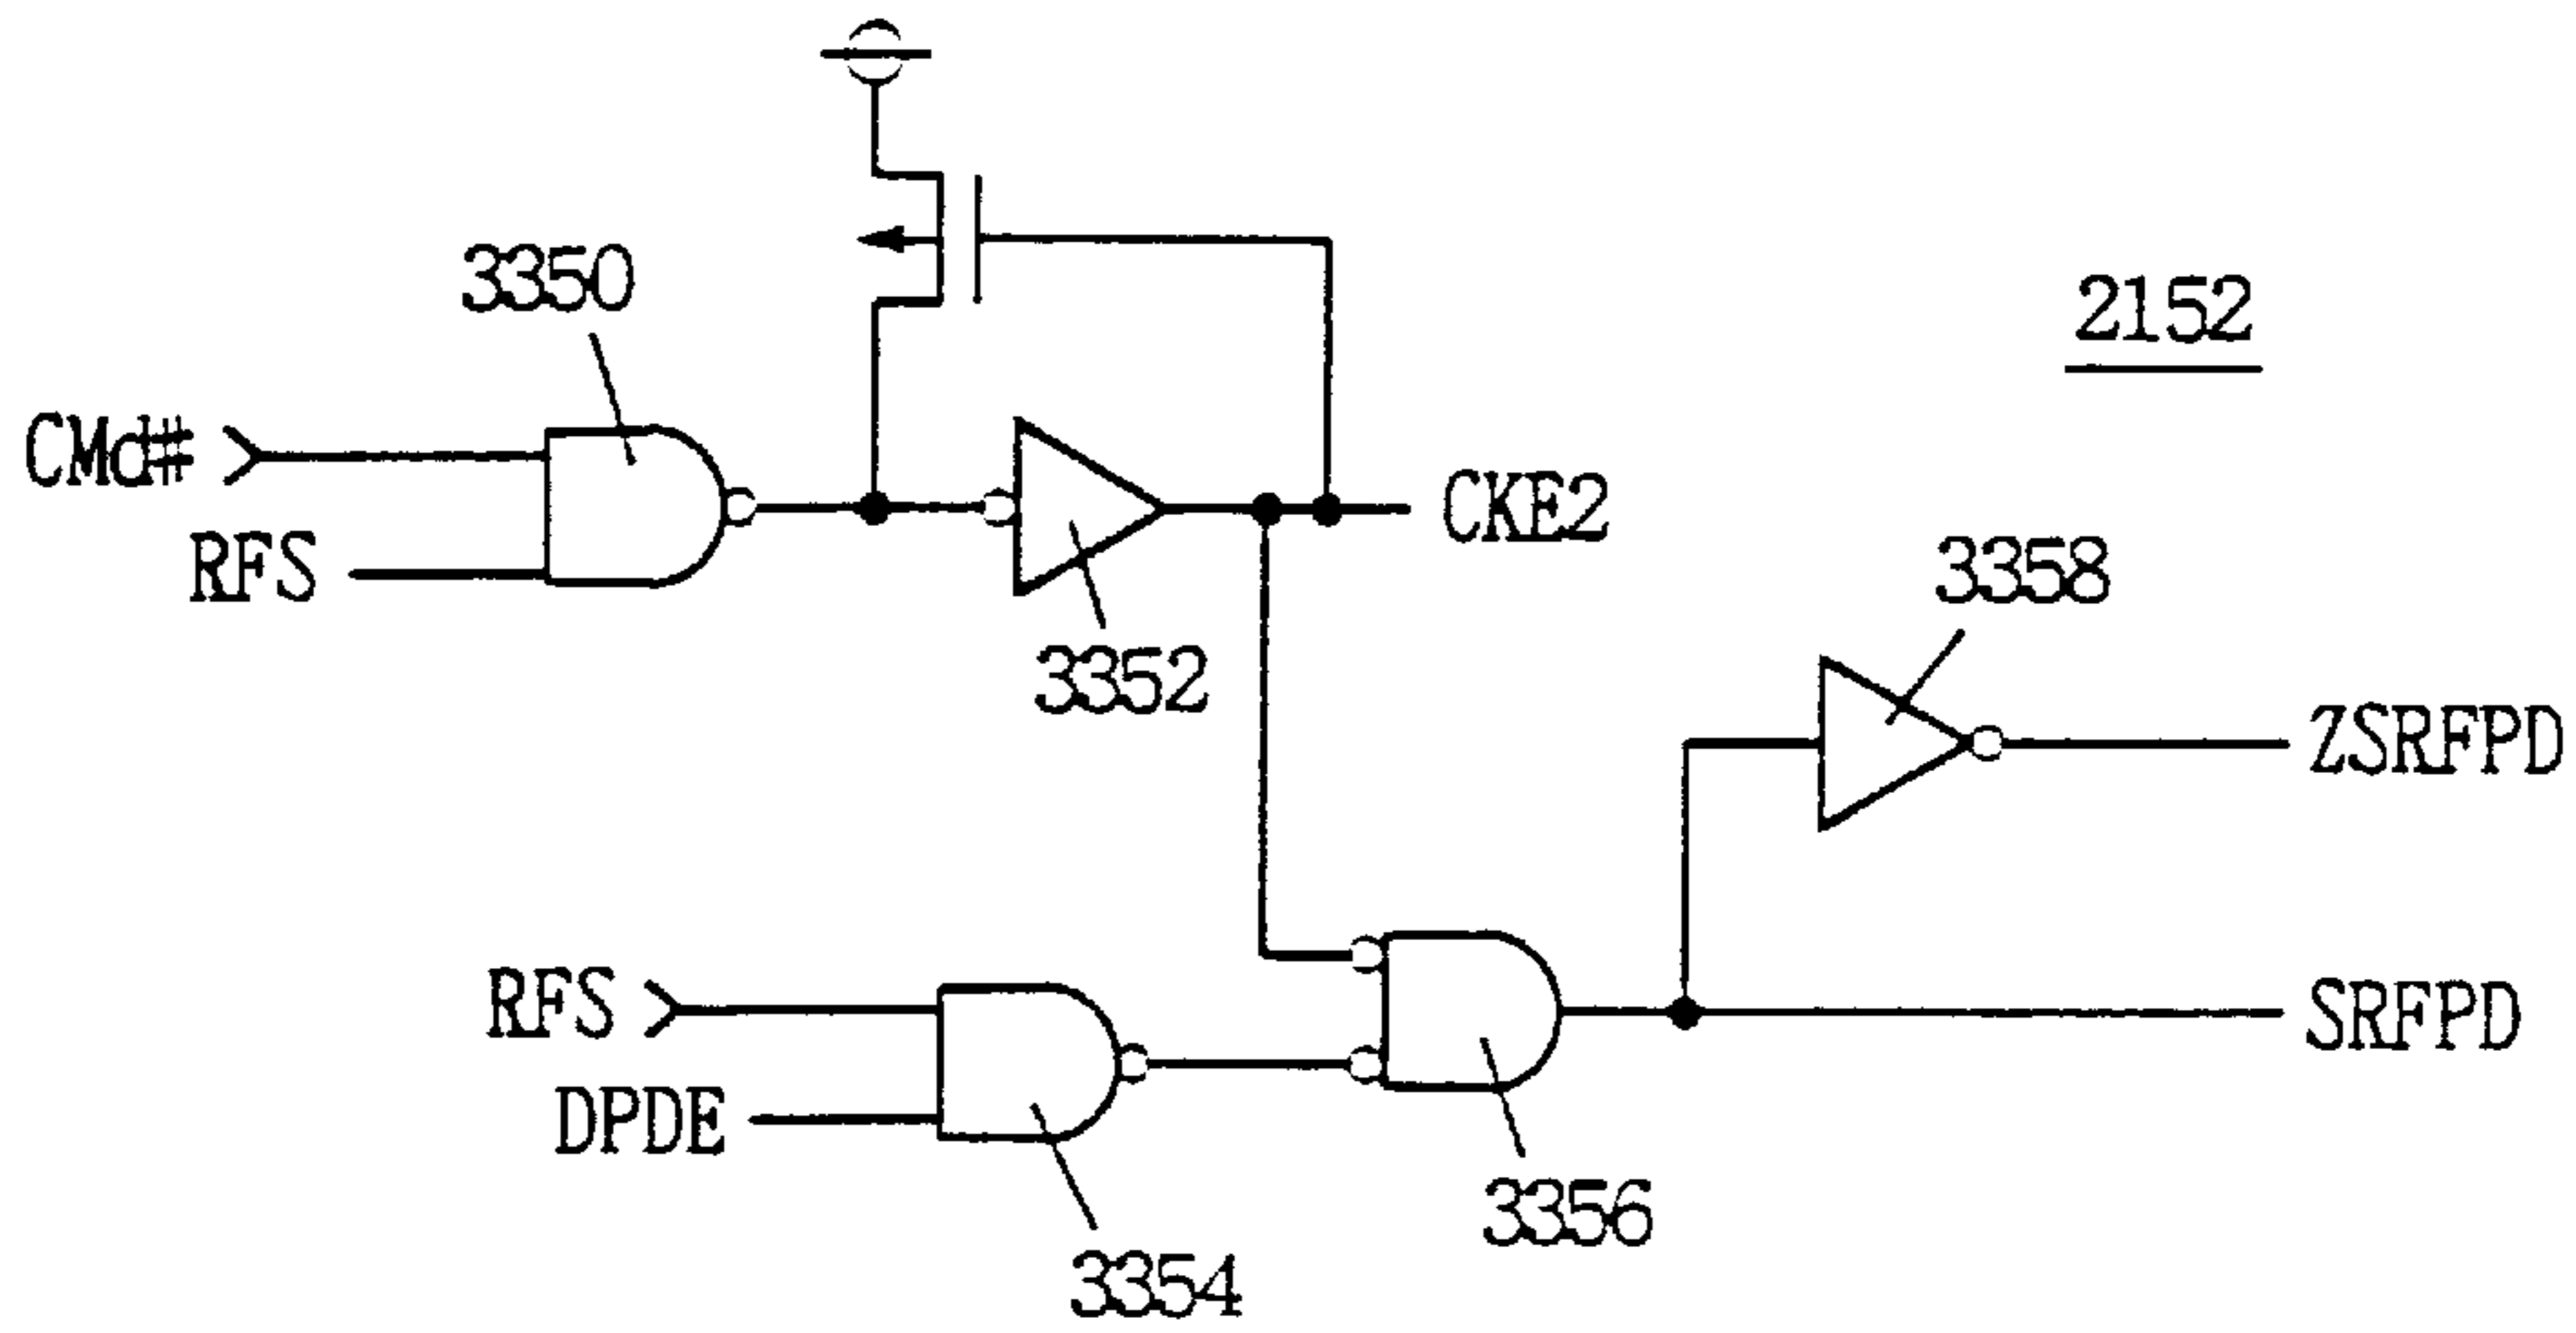 3350
2152
CMd#
RFS
CKE2
3352
3358
ZSRFPD
RFS
SRFPD
DPDE
3356
3354